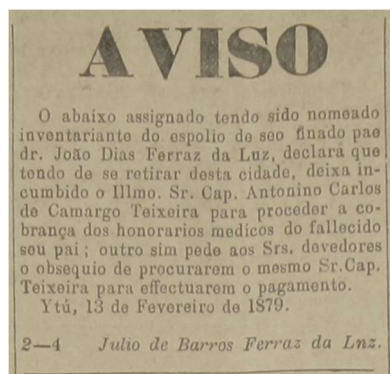 AVISO
O abaixo assignado tendo sido nomeado
inventariante do espolio de seo finado pae
dr. João Dias Ferraz da Luz, declara que
tendo de se retirar desta cidade, deixa in-
cumbido o Illmo. Sr. Cap. Antonino Carlos
de Camargo Teixeira para proceder a co-
brança dos honorarios medicos do fallecido
seu pai; outro sim pede aos Srs. devedores
o obsequio de procurarem o mesmo Sr. Cap.
Teixeira para effectuarem o pagamento.
Ytú, 13 de Fevereiro de 1879.
2—4 Julio de Barros Ferraz da Lnz.